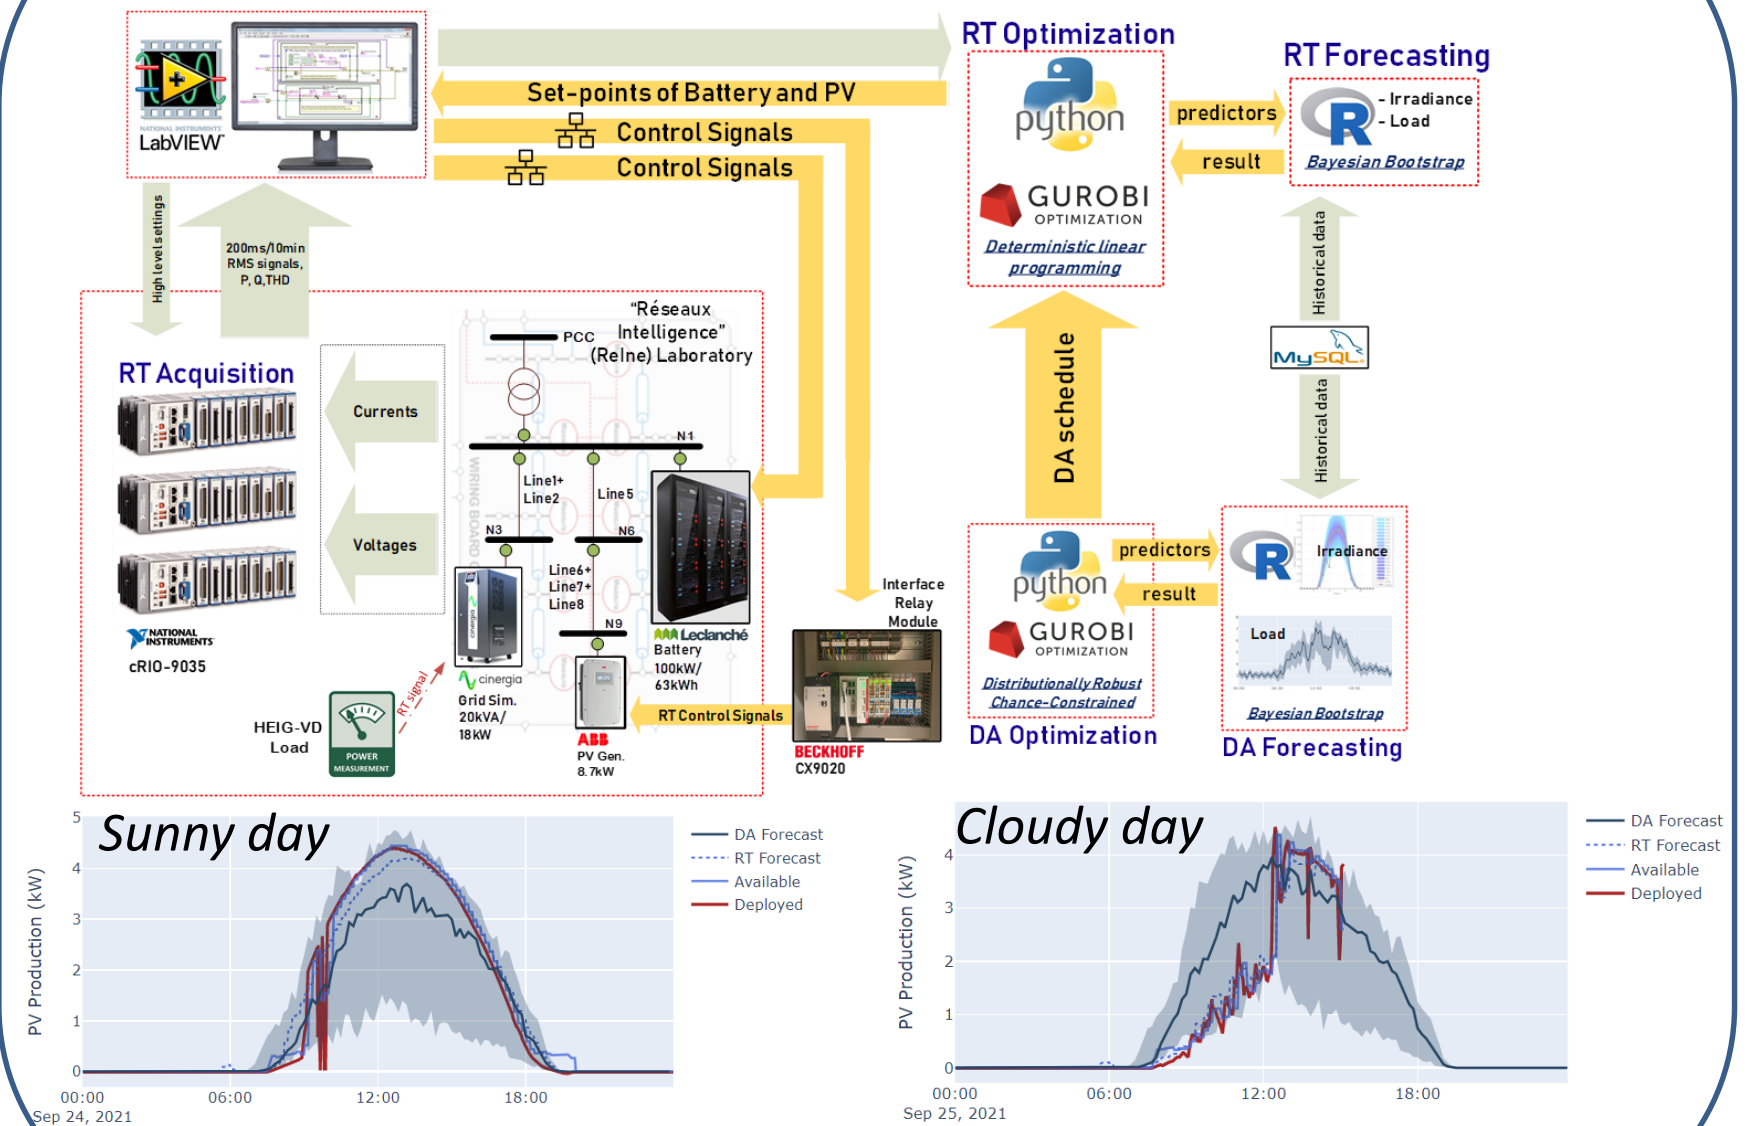 NATIONAL INSTRUMENTS
LabVIEW™
Set-points of Battery and PV
Control Signals
Control Signals
RT Optimization
python
GUROBI
OPTIMIZATION
Deterministic linear
programming
predictors
result
RT Forecasting
R
- Irradiance
- Load
Bayesian Bootstrap
High level settings
200ms/10min
RMS signals,
P, Q,THD
Historical data
MySQL
Historical data
DA schedule
RT Acquisition
Currents
Voltages
NATIONAL
INSTRUMENTS
cRIO-9035
"Réseaux
Intelligence"
(ReIne) Laboratory
PCC
N1
Line1+
Line2
Line5
N3
N6
Line6+
Line7+
Line8
N9
WIRING BOARD
cinergia
cinergia
Grid Sim.
20kVA/
18kW
ABB
PV Gen.
8.7kW
Leclanché
Battery
100kW/
63kWh
HEIG-VD
Load
POWER
MEASUREMENT
RT signal
RT Control Signals
Interface
Relay
Module
BECKHOFF
CX9020
python
GUROBI
OPTIMIZATION
Distributionally Robust
Chance-Constrained
DA Optimization
predictors
result
R
Irradiance
Load
Bayesian Bootstrap
DA Forecasting
Sunny day
PV Production (kW)
5
4
3
2
1
0
00:00
06:00
12:00
18:00
Sep 24, 2021
DA Forecast
RT Forecast
Available
Deployed
Cloudy day
PV Production (kW)
4
3
2
1
0
00:00
06:00
12:00
18:00
Sep 25, 2021
DA Forecast
RT Forecast
Available
Deployed